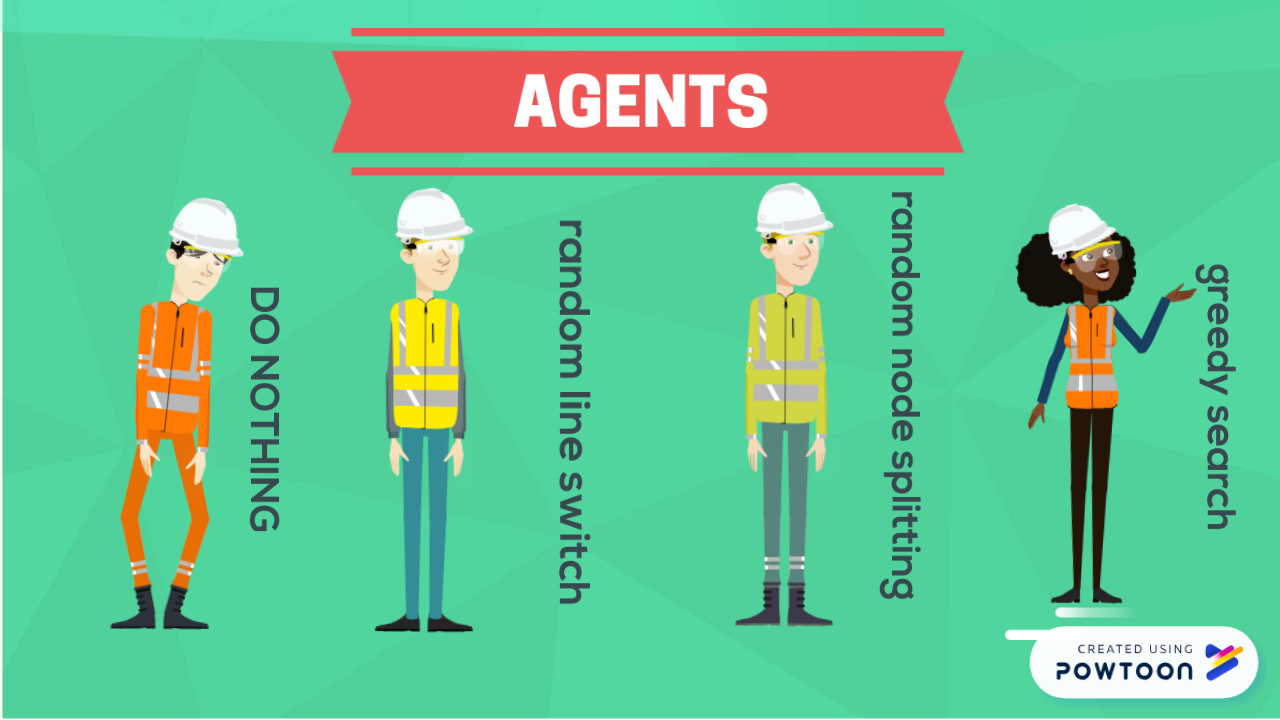 AGENTS
DO NOTHING
random line switch
random node splitting
greedy search
CREATED USING
POWTOON